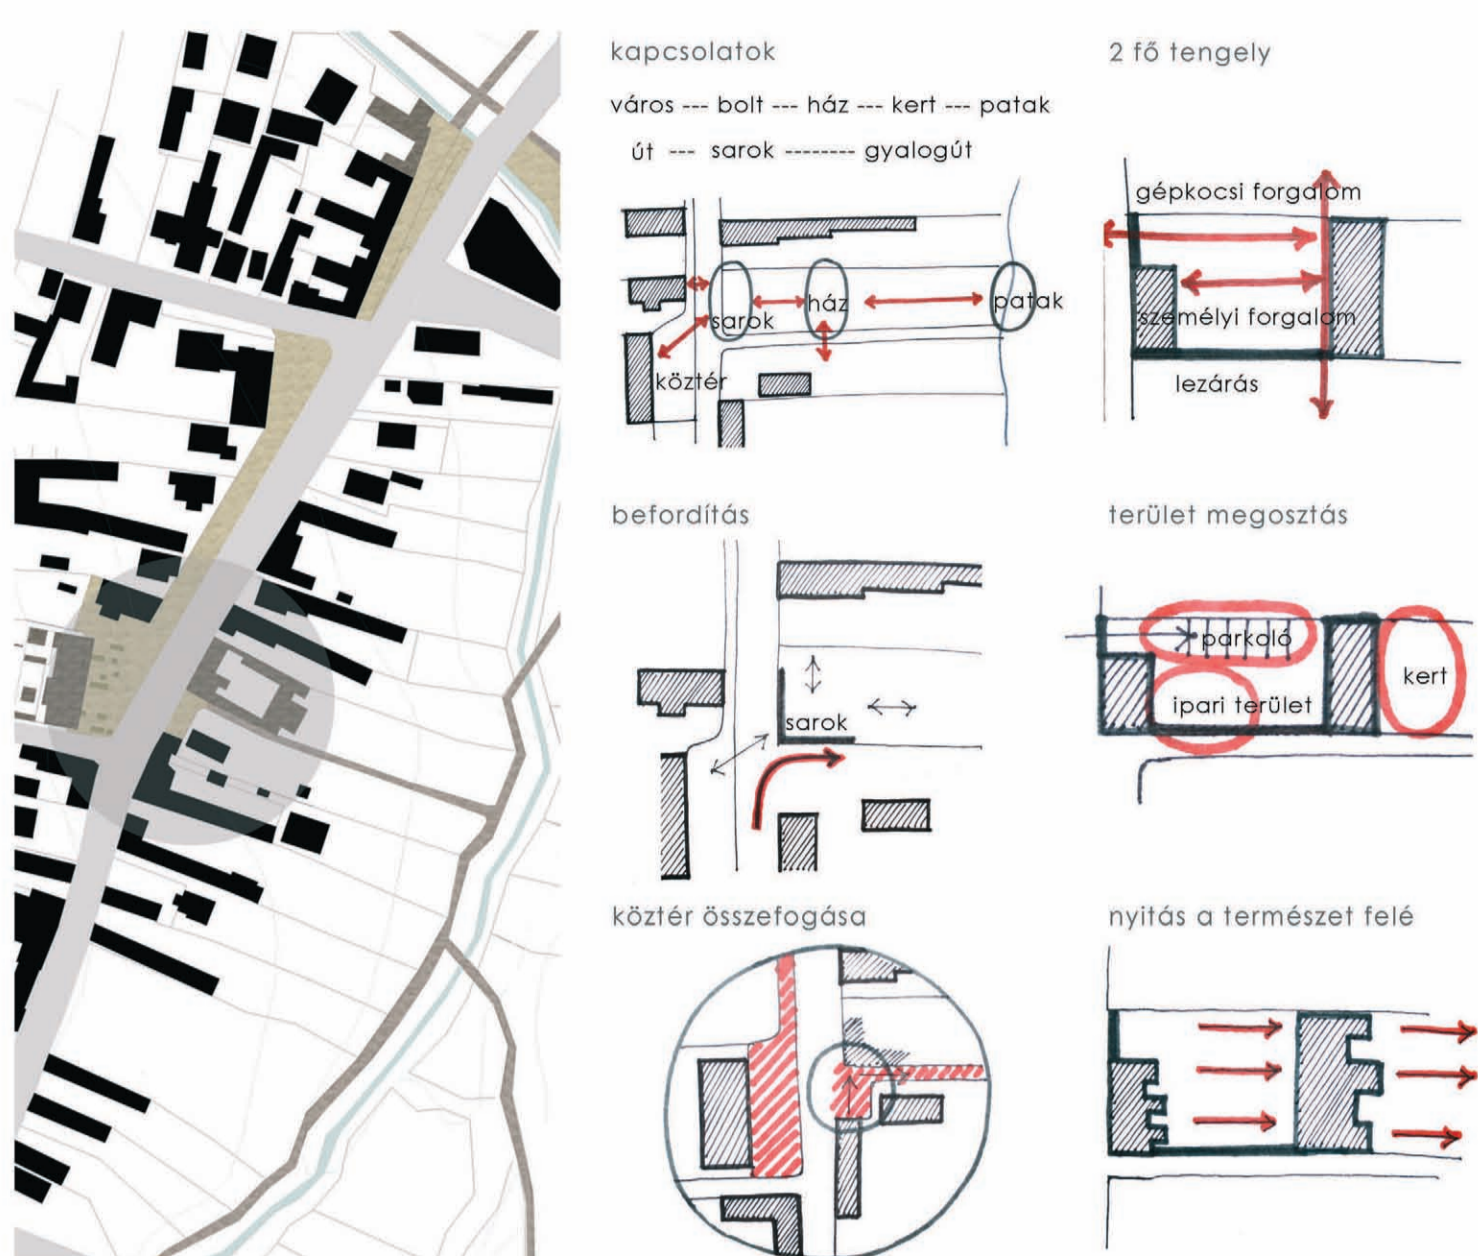 kapcsolatok
város --- bolt --- ház --- kert --- patak
út --- sarok -------- gyalogút
sarok
ház
patak
köztér
2 fő tengely
gépkocsi forgalom
személyi forgalom
lezárás
befordítás
sarok
terület megosztás
parkoló
kert
ipari terület
köztér összefogása
nyitás a természet felé